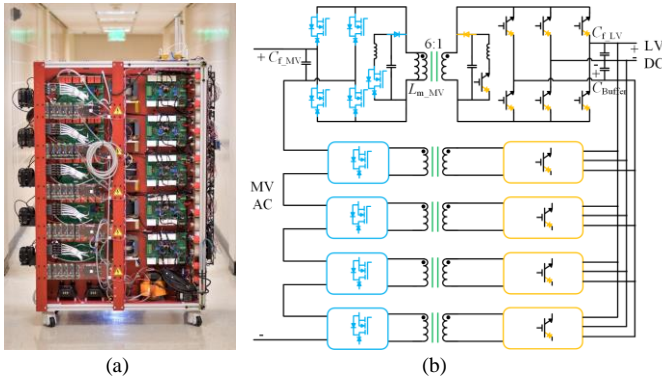 6:1
C_f_LV
LV
+ C_f_MV
+
-
DC
-
+
L_m_MV
C_Buffer
MV
AC
-
(a)
(b)